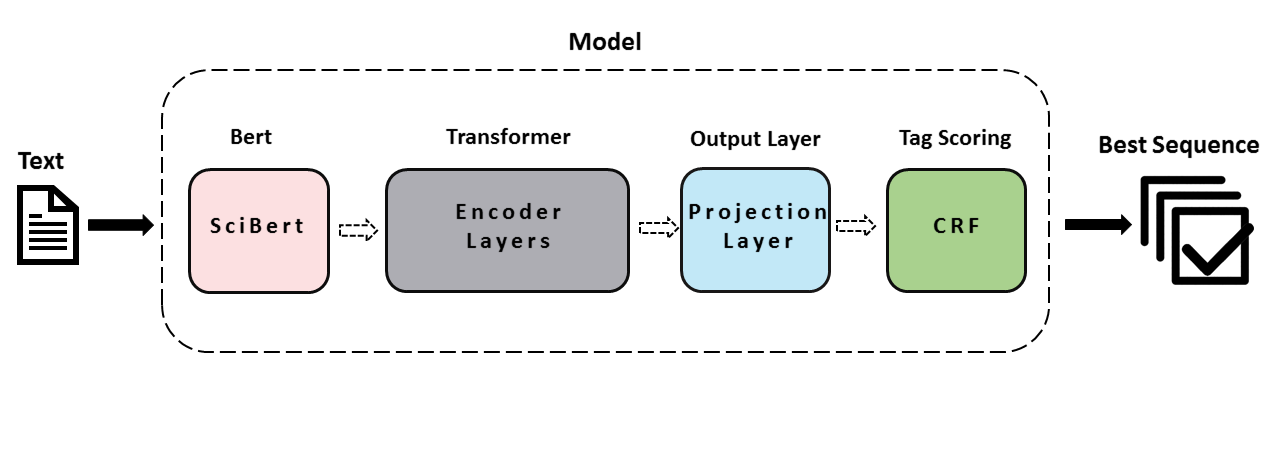 Model
Bert
Transformer
Output Layer
Tag Scoring
Text
Best Sequence
SciBert
Encoder
Layers
Projection
Layer
CRF